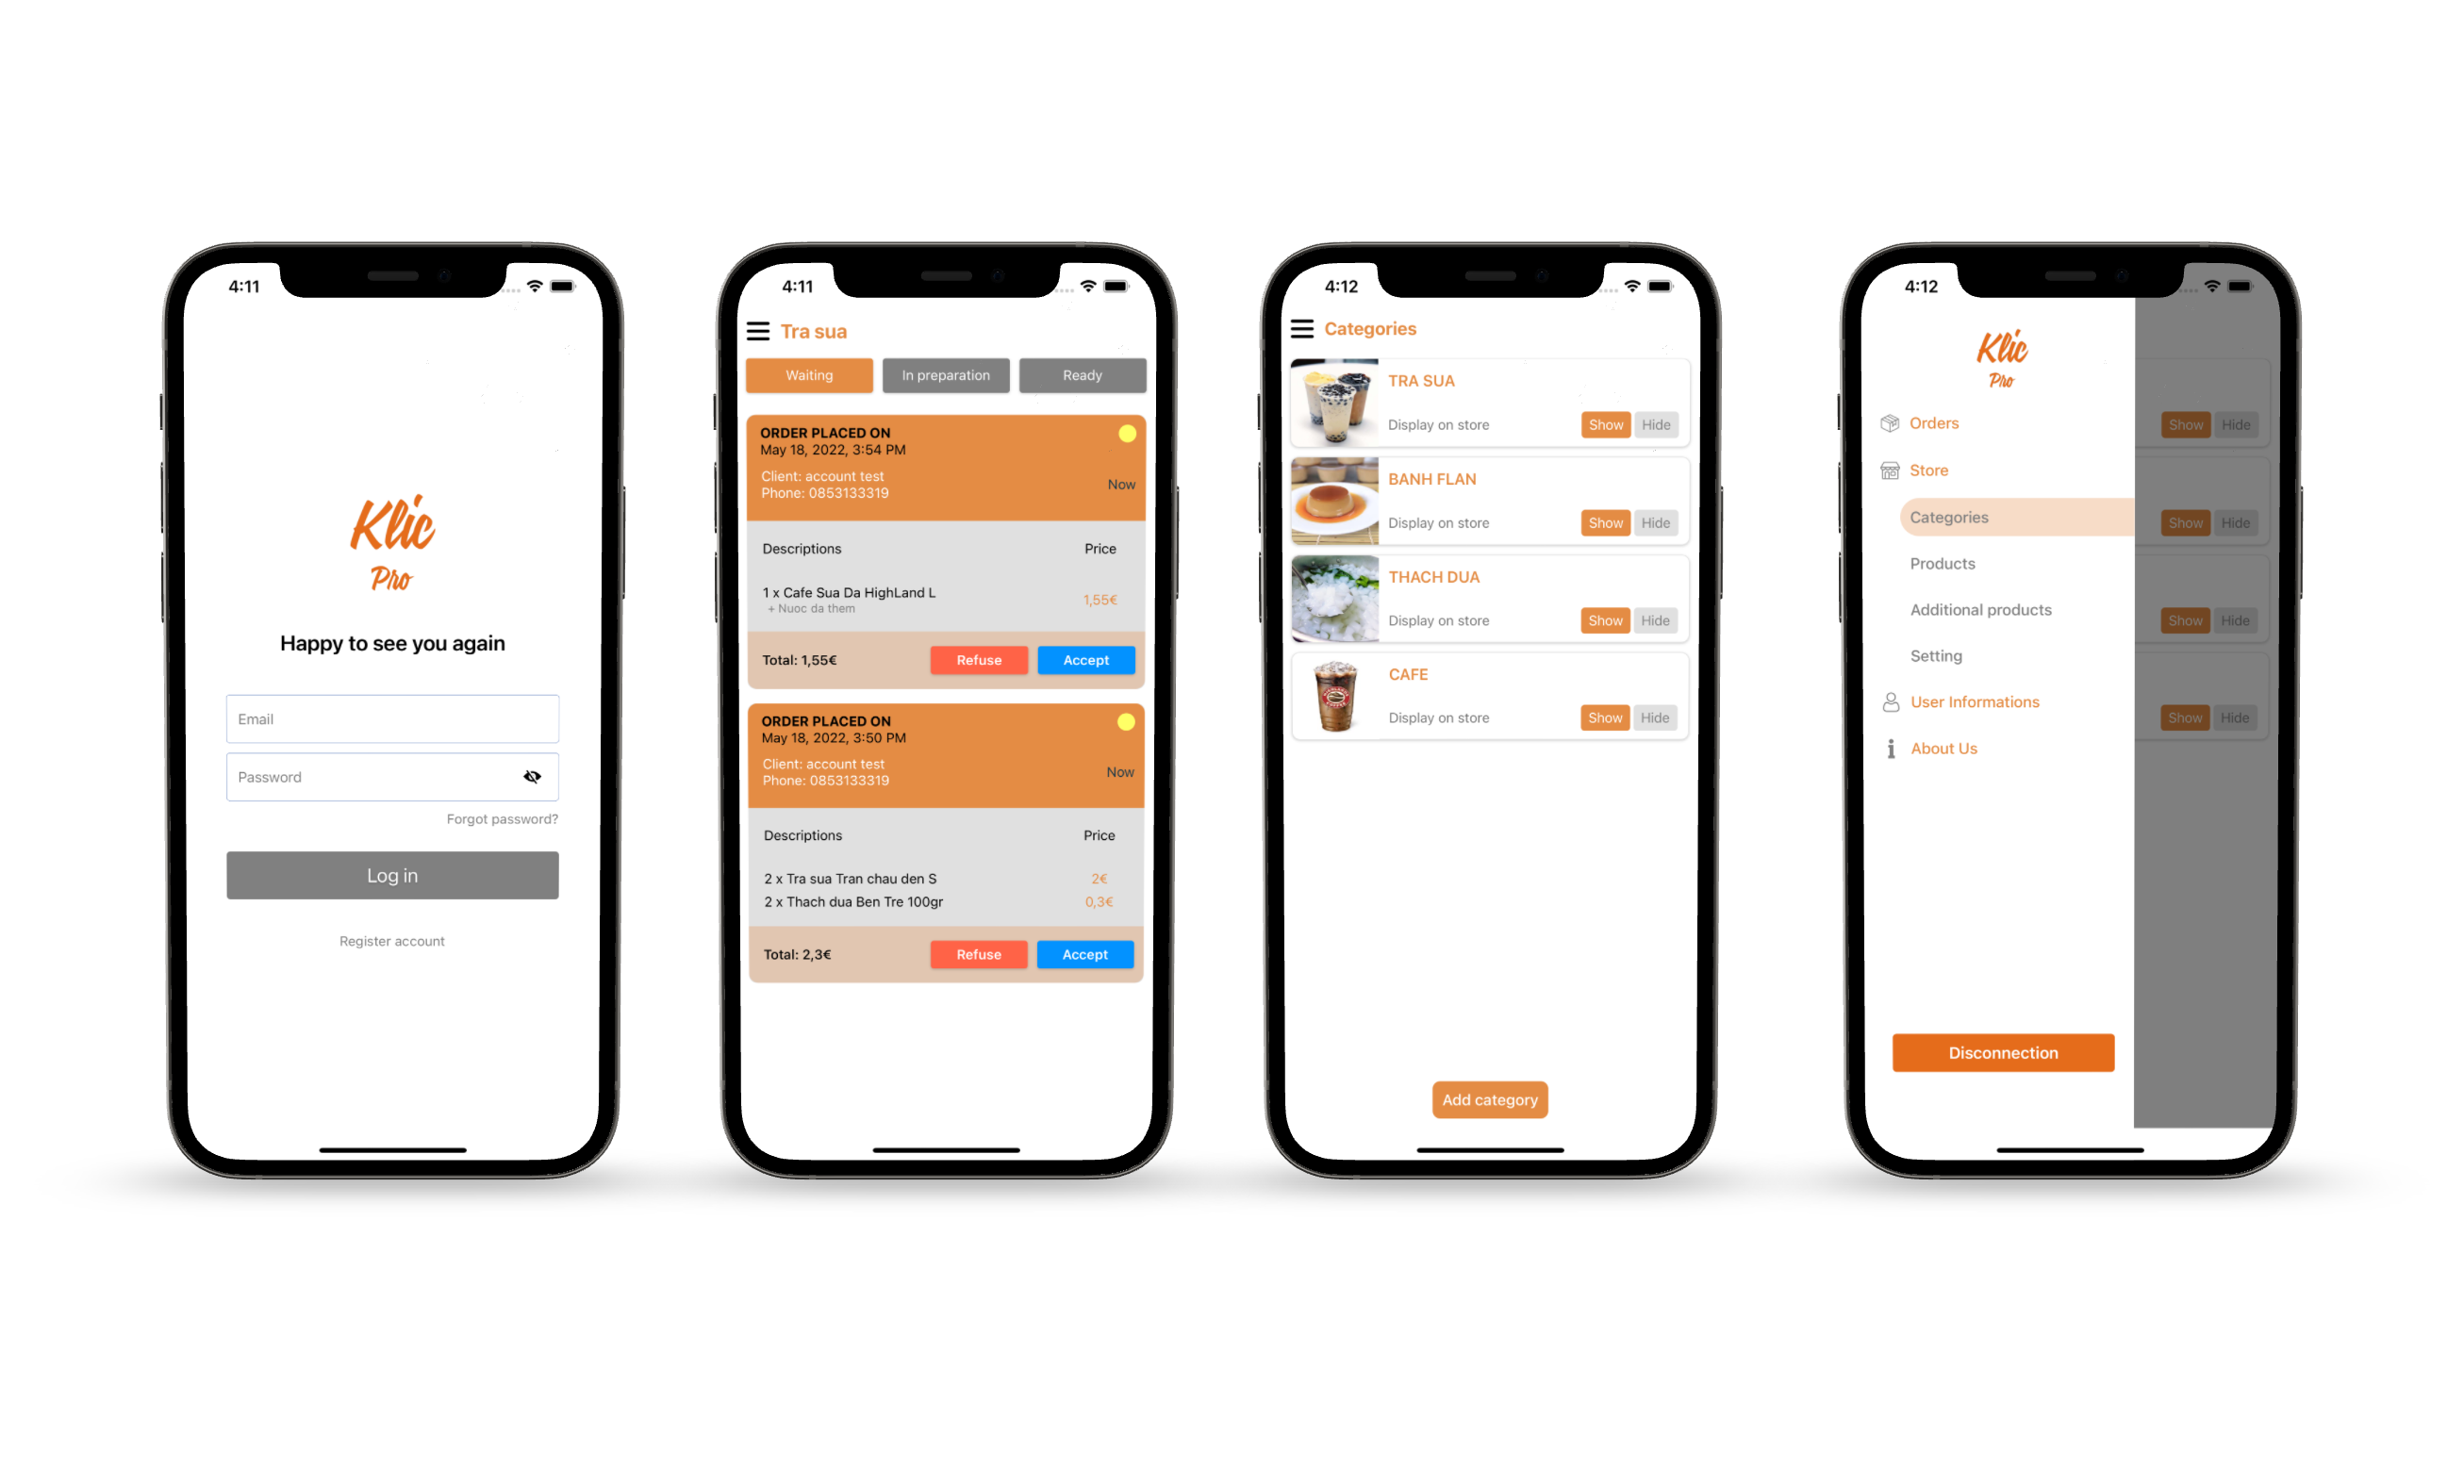 4:11
Klic
Pro
Happy to see you again
Email
Password
Forgot password?
Log in
Register account
4:11
Tra sua
Waiting
In preparation
Ready
ORDER PLACED ON
May 18, 2022, 3:54 PM
Client: account test
Phone: 0853133319
Now
Descriptions
Price
1 x Cafe Sua Da HighLand L
1,55€
+ Nuoc da them
Total: 1,55€
Refuse
Accept
ORDER PLACED ON
May 18, 2022, 3:50 PM
Client: account test
Phone: 0853133319
Now
Descriptions
Price
2 x Tra sua Tran chau den S
2€
2 x Thach dua Ben Tre 100gr
0,3€
Total: 2,3€
Refuse
Accept
4:12
Categories
TRA SUA
Display on store
Show
Hide
BANH FLAN
Display on store
Show
Hide
THACH DUA
Display on store
Show
Hide
CAFE
Display on store
Show
Hide
Add category
4:12
Klic
Pro
Orders
Store
Categories
Products
Additional products
Setting
User Informations
About Us
Disconnection
Show
Hide
Show
Hide
Show
Hide
Show
Hide